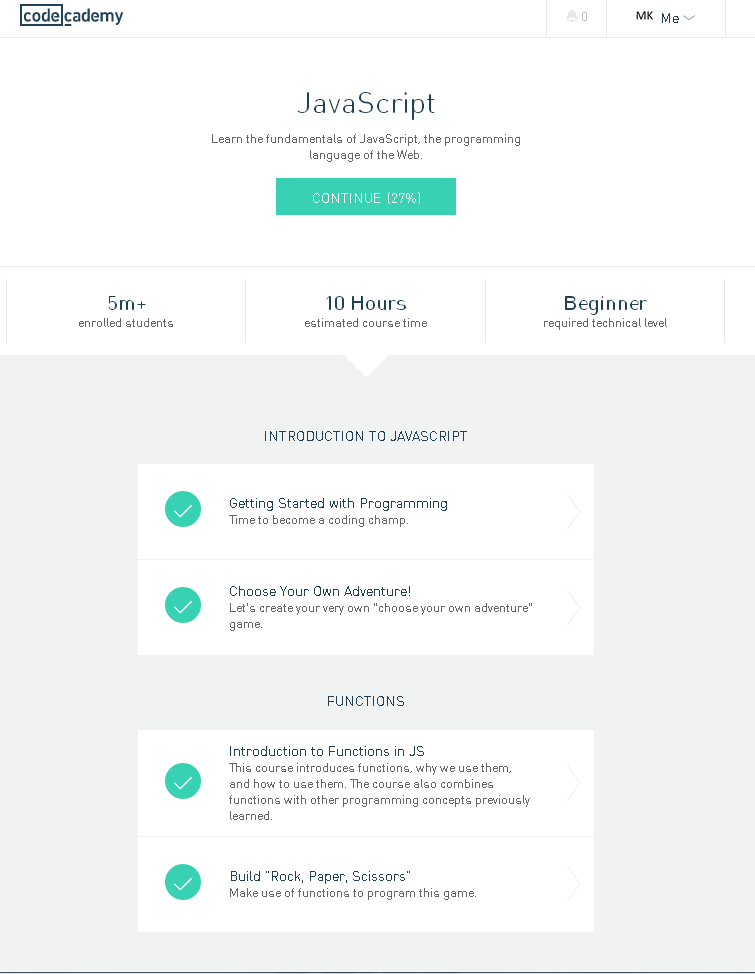 codecademy
0
MK Me
JavaScript
Learn the fundamentals of JavaScript, the programming
language of the Web.
CONTINUE (27%)
5m+
enrolled students
10 Hours
estimated course time
Beginner
required technical level
INTRODUCTION TO JAVASCRIPT
Getting Started with Programming
Time to become a coding champ.
Choose Your Own Adventure!
Let's create your very own "choose your own adventure"
game.
FUNCTIONS
Introduction to Functions in JS
This course introduces functions, why we use them,
and how to use them. The course also combines
functions with other programming concepts previously
learned.
Build "Rock, Paper, Scissors"
Make use of functions to program this game.